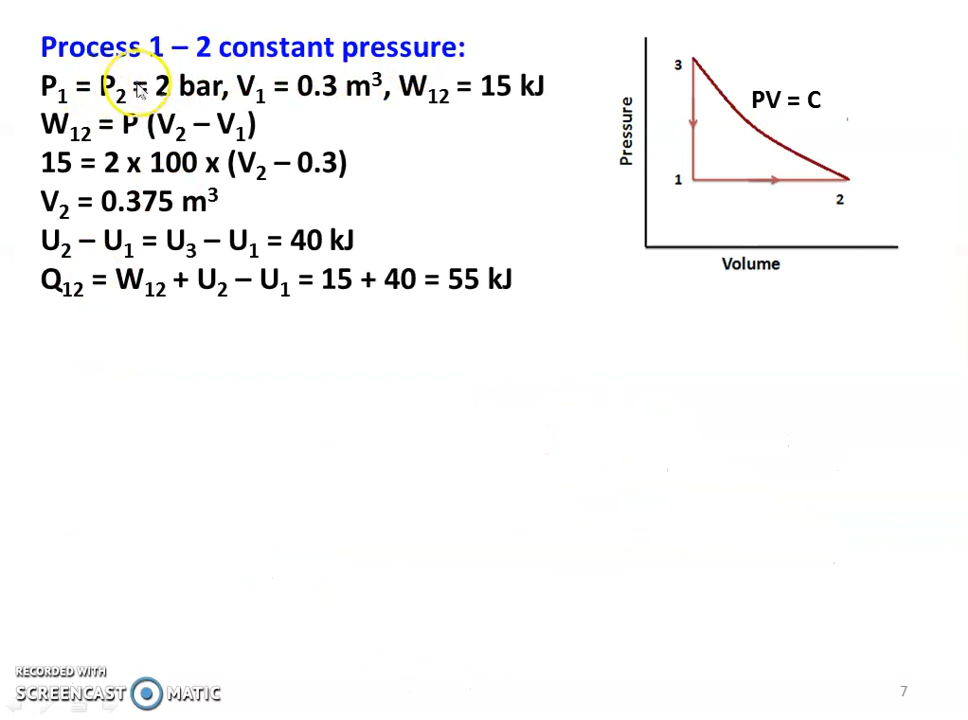 Process 1 – 2 constant pressure:
P₁ = P₂ = 2 bar, V₁ = 0.3 m³, W₁₂ = 15 kJ
W₁₂ = P (V₂ – V₁)
15 = 2 x 100 x (V₂ – 0.3)
V₂ = 0.375 m³
U₂ – U₁ = U₃ – U₁ = 40 kJ
Q₁₂ = W₁₂ + U₂ – U₁ = 15 + 40 = 55 kJ
3
PV = C
Pressure
1
2
Volume
RECORDED WITH
SCREENCAST MATIC
7